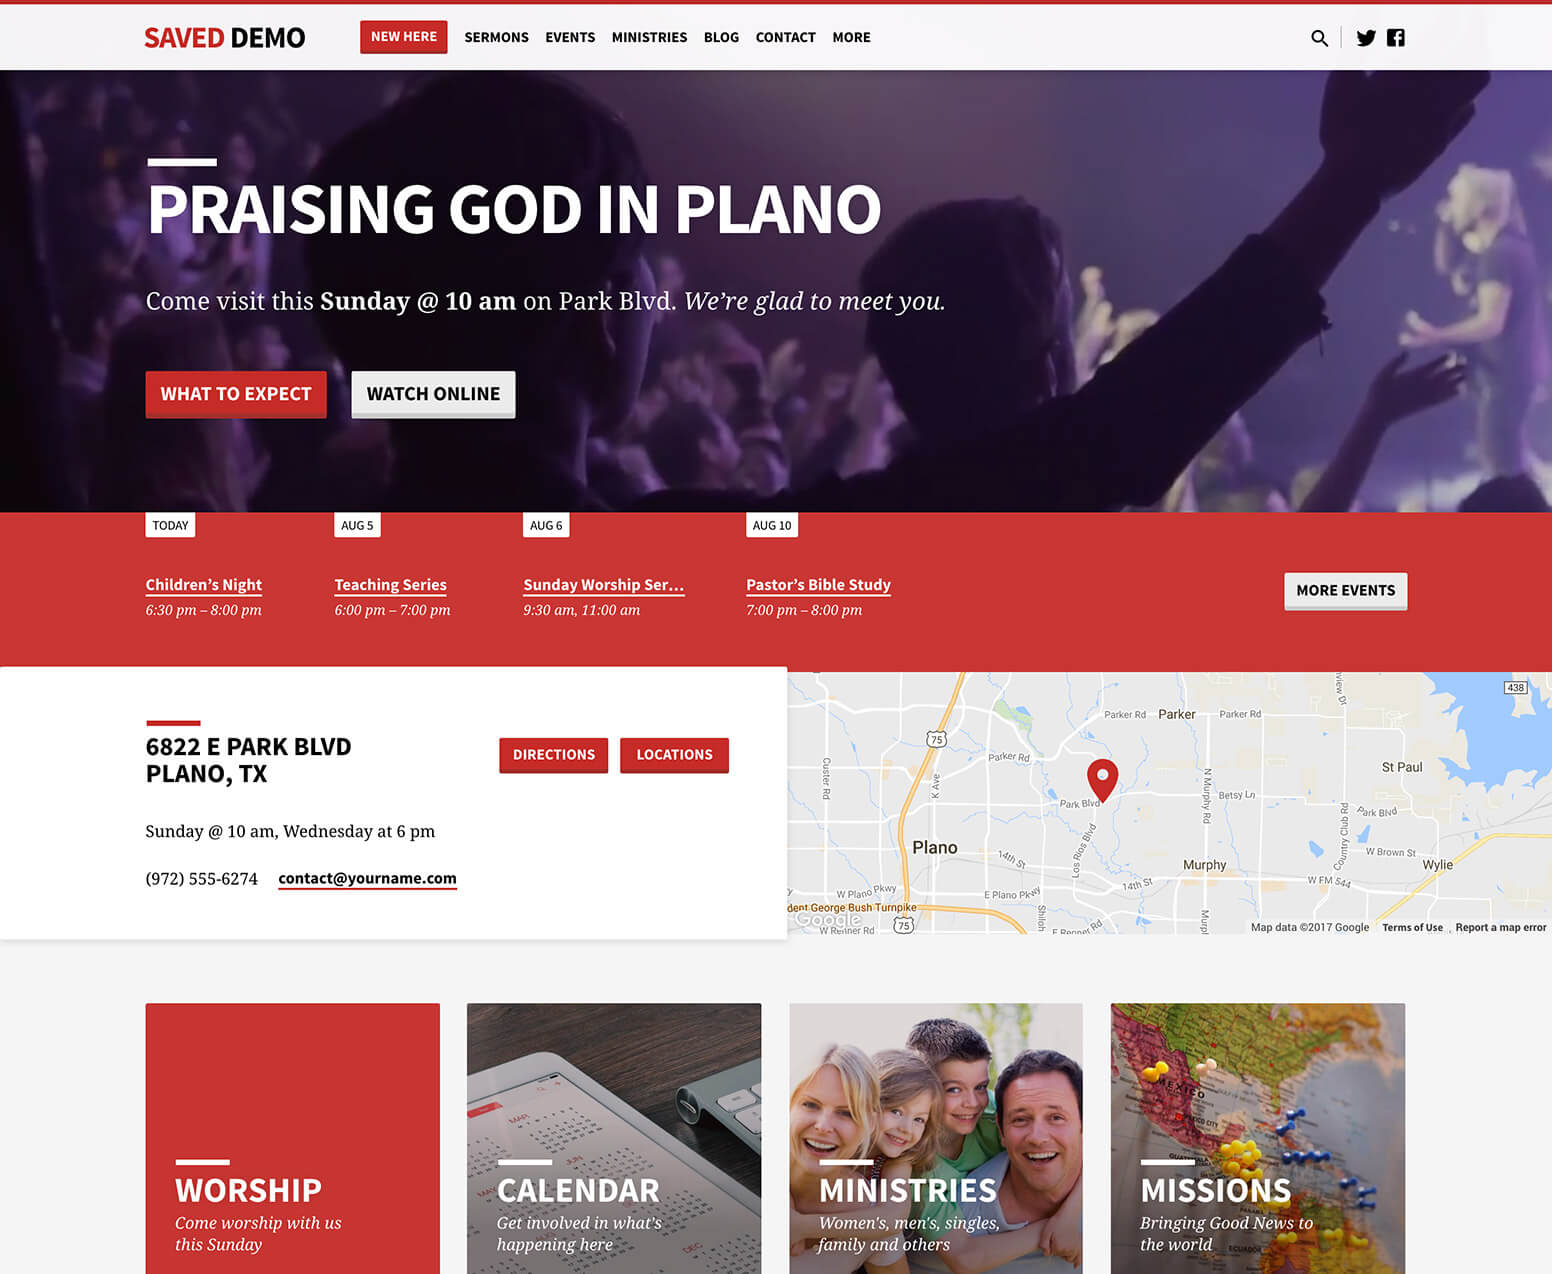 SAVED DEMO
NEW HERE
SERMONS
EVENTS
MINISTRIES
BLOG
CONTACT
MORE
PRAISING GOD IN PLANO
Come visit this Sunday @ 10 am on Park Blvd. We're glad to meet you.
WHAT TO EXPECT
WATCH ONLINE
TODAY
Children's Night
6:30 pm – 8:00 pm
AUG 5
Teaching Series
6:00 pm – 7:00 pm
AUG 6
Sunday Worship Ser…
9:30 am, 11:00 am
AUG 10
Pastor's Bible Study
7:00 pm – 8:00 pm
MORE EVENTS
6822 E PARK BLVD
PLANO, TX
DIRECTIONS
LOCATIONS
Sunday @ 10 am, Wednesday at 6 pm
(972) 555-6274
contact@yourname.com
438
Parker Rd
Parker
Parker Rd
75
Parker Rd
St Paul
Custer Rd
K Ave
N Murphy Rd
Betsy Ln
Park Blvd
Park Blvd
Country Club Rd
Los Rios Blvd
Plano
14th St
W Brown St
Murphy
Wylie
14th St
W FM 544
W Plano Pkwy
E Plano Pkwy
dent George Bush Turnpike
Google
75
W Renner Rd
E Renner Rd
Map data ©2017 Google
Terms of Use
Report a map error
WORSHIP
Come worship with us
this Sunday
MAR
JUN
DEC
CALENDAR
Get involved in what's
happening here
MINISTRIES
Women's, men's, singles,
family and others
MEXICO
MEXICO CITY
PANAMA
ECUADOR
MISSIONS
Bringing Good News to
the world